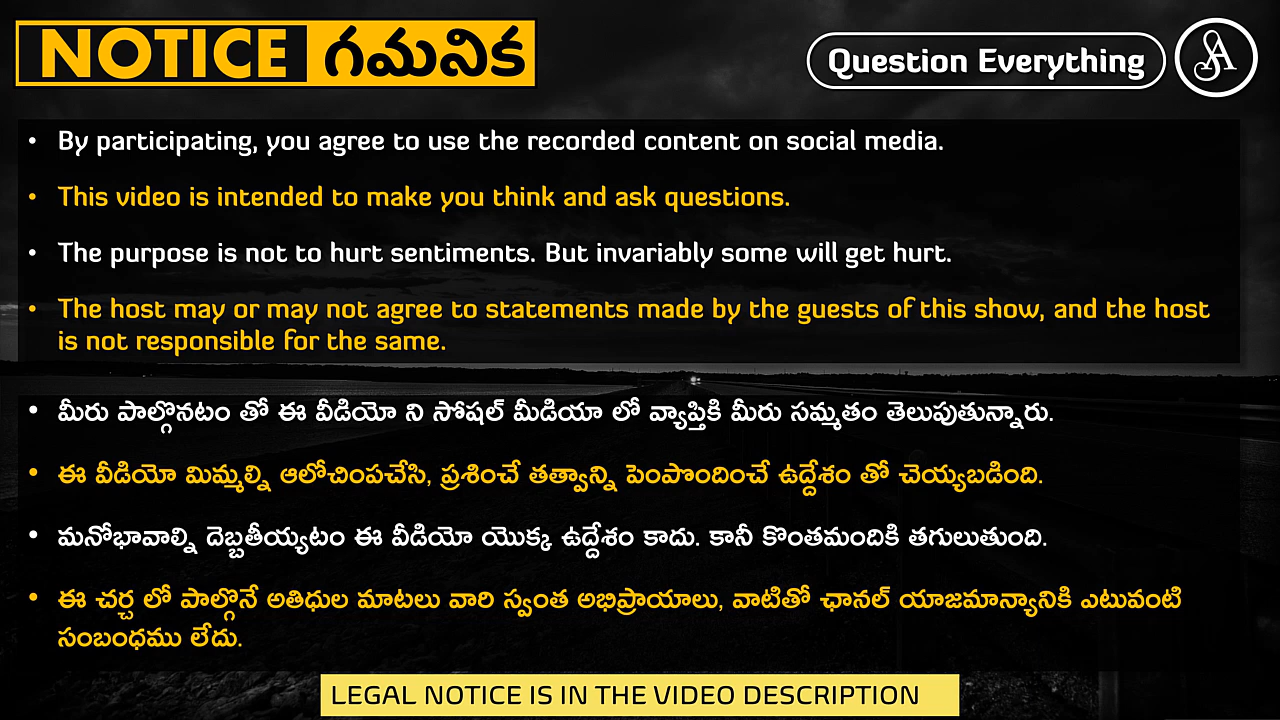 NOTICE గమనిక
Question Everything
• By participating, you agree to use the recorded content on social media.
• This video is intended to make you think and ask questions.
• The purpose is not to hurt sentiments. But invariably some will get hurt.
• The host may or may not agree to statements made by the guests of this show, and the host
is not responsible for the same.
• మీరు పాల్గొనటం తో ఈ వీడియో ని సోషల్ మీడియా లో వ్యాప్తికి మీరు సమ్మతం తెలుపుతున్నారు.
• ఈ వీడియో మిమ్మల్ని ఆలోచింపచేసి, ప్రశించే తత్వాన్ని పెంపొందించే ఉద్దేశం తో చెయ్యబడింది.
• మనోభావాల్ని దెబ్బతీయ్యటం ఈ వీడియో యొక్క ఉద్దేశం కాదు. కానీ కొంతమందికి తగులుతుంది.
• ఈ చర్చ లో పాల్గొనే అతిధుల మాటలు వారి స్వంత అభిప్రాయాలు, వాటితో ఛానల్ యాజమాన్యానికి ఎటువంటి
సంబంధము లేదు.
LEGAL NOTICE IS IN THE VIDEO DESCRIPTION